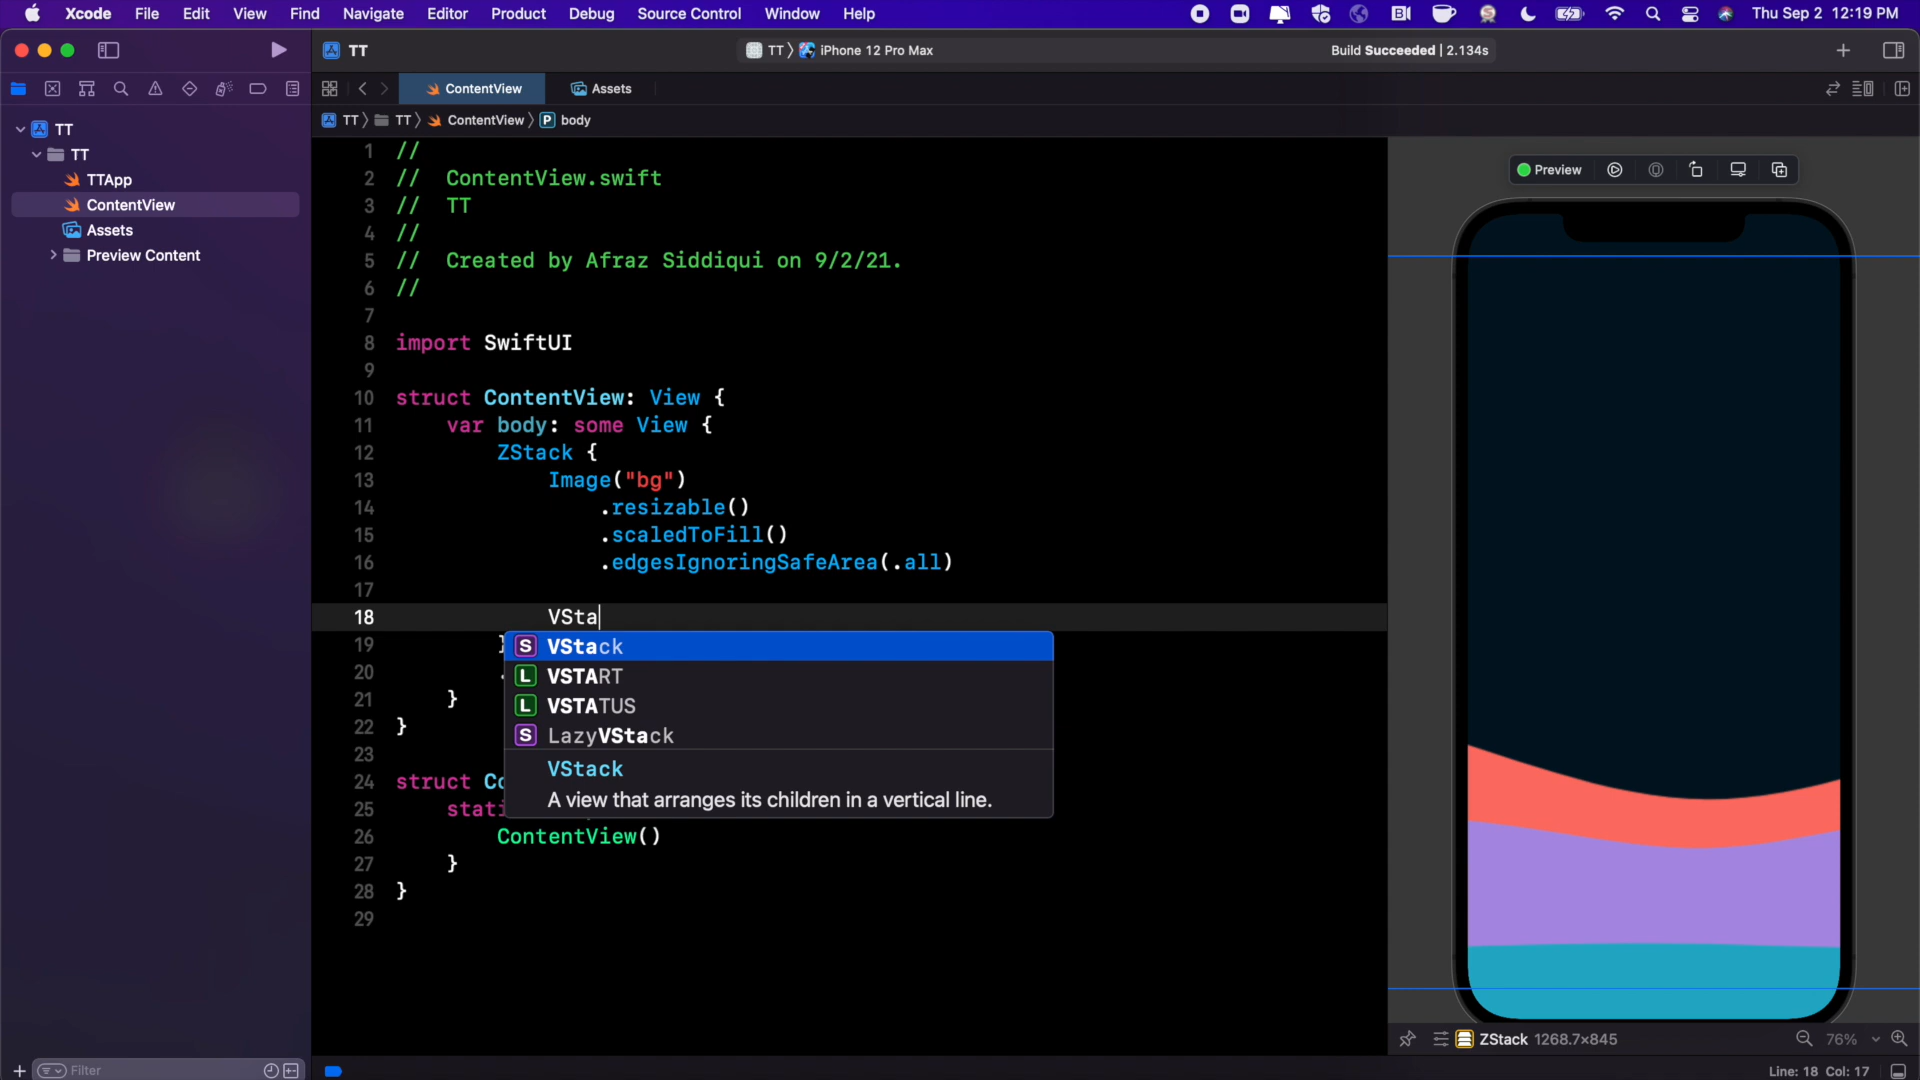 Xcode File Edit View Find Navigate Editor Product Debug Source Control Window Help Thu Sep 2 12:19 PM
TT
TT 〉 iPhone 12 Pro Max
Build Succeeded | 2.134s
ContentView
Assets
TT 〉 TT 〉 ContentView 〉 P body
TT
TT
TTApp
ContentView
Assets
Preview Content
1 //
2 //  ContentView.swift
3 //  TT
4 //
5 //  Created by Afraz Siddiqui on 9/2/21.
6 //
7
8 import SwiftUI
9
10 struct ContentView: View {
11     var body: some View {
12         ZStack {
13             Image("bg")
14                 .resizable()
15                 .scaledToFill()
16                 .edgesIgnoringSafeArea(.all)
17
18             VSta
19         }
20         .
21     }
22 }
23
24 struct Co
25     stati
26         ContentView()
27     }
28 }
29
S VStack
L VSTART
L VSTATUS
S LazyVStack
VStack
A view that arranges its children in a vertical line.
Preview
ZStack 1268.7×845
76%
Filter
Line: 18 Col: 17